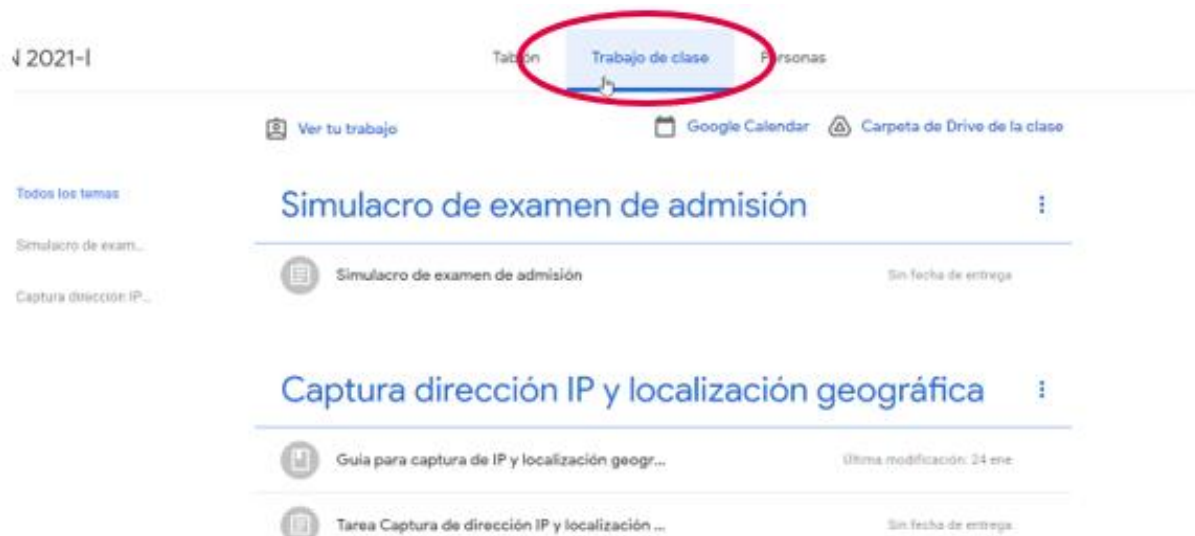 N 2021-I
Tablón
Trabajo de clase
Personas
Ver tu trabajo
Google Calendar
Carpeta de Drive de la clase
Todos los temas
Simulacro de exam...
Captura dirección IP...
Simulacro de examen de admisión
Simulacro de examen de admisión
Sin fecha de entrega
Captura dirección IP y localización geográfica
Guía para captura de IP y localización geogr...
Última modificación: 24 ene
Tarea Captura de dirección IP y localización ...
Sin fecha de entrega